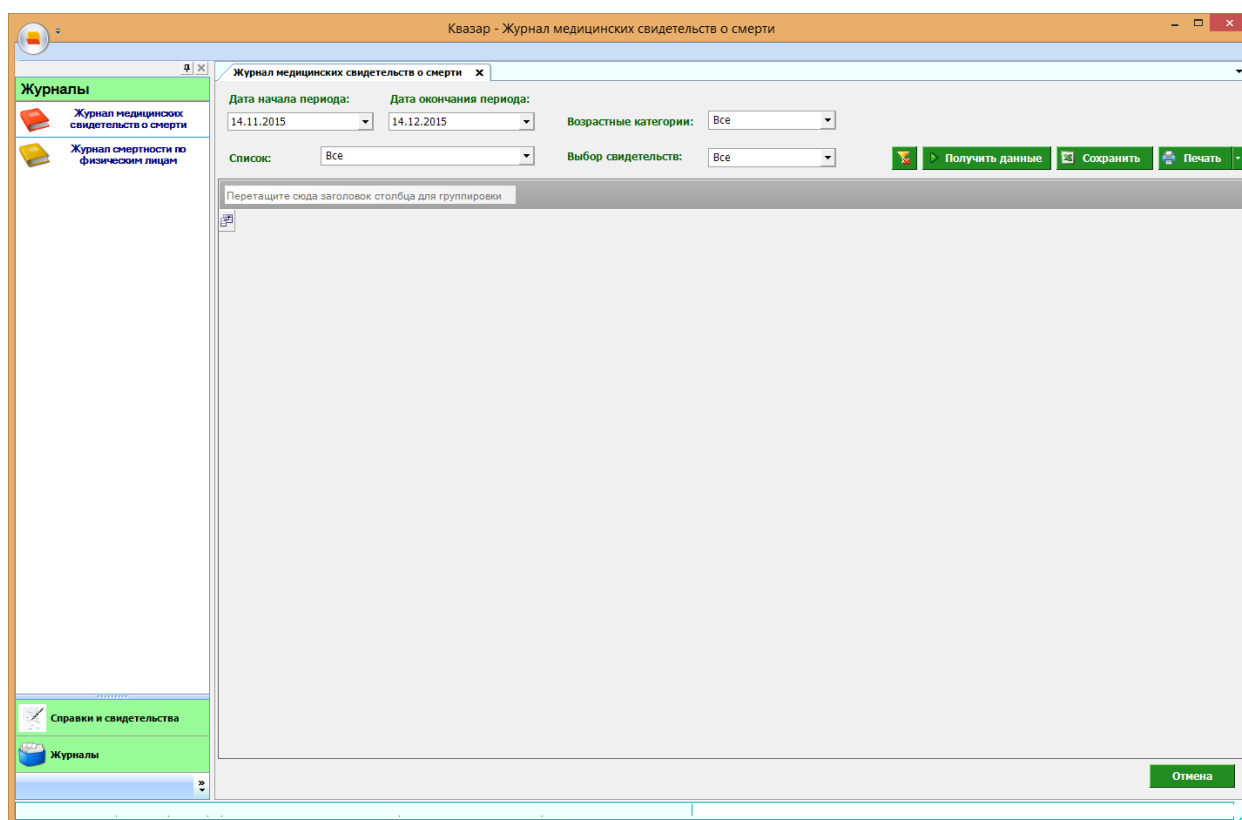 Квазар - Журнал медицинских свидетельств о смерти
Журналы
Журнал медицинских
свидетельств о смерти
Журнал смертности по
физическим лицам
Справки и свидетельства
Журналы
Журнал медицинских свидетельств о смерти
Дата начала периода: Дата окончания периода:
14.11.2015 14.12.2015 Возрастные категории: Все
Список: Все Выбор свидетельств: Все Получить данные Сохранить Печать
Перетащите сюда заголовок столбца для группировки
Отмена